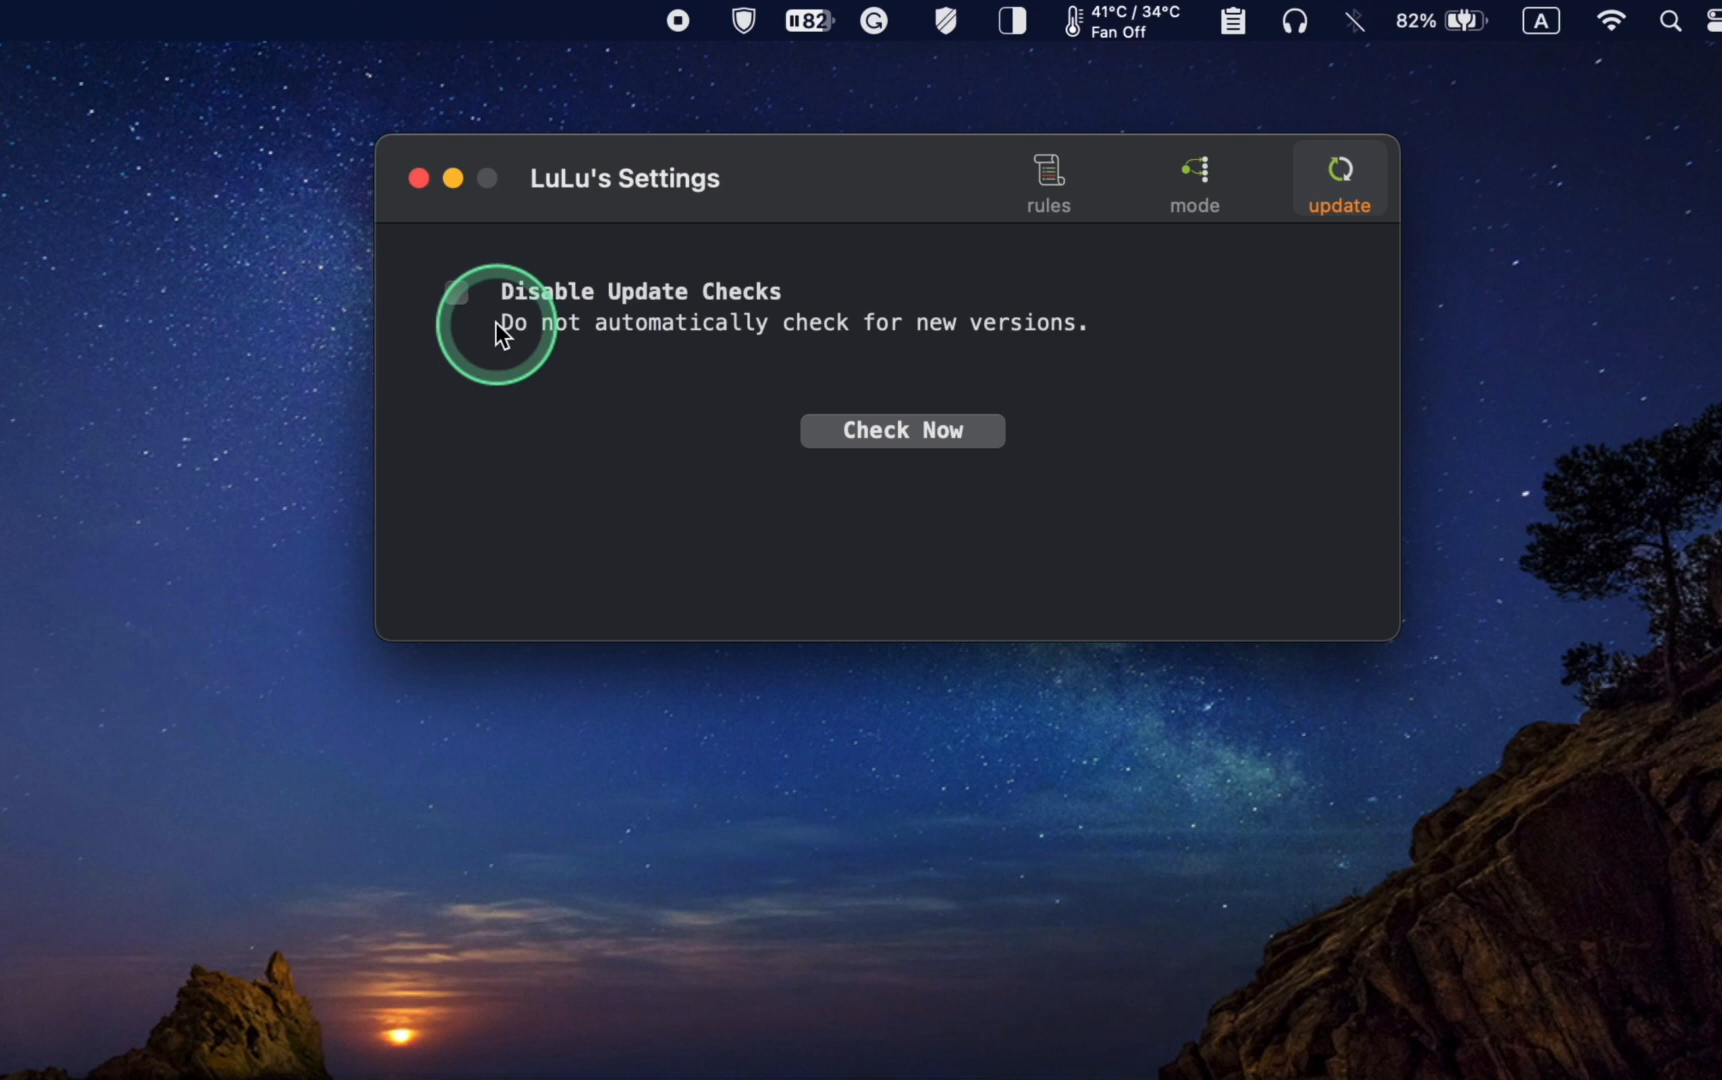 82
41°C / 34°C
Fan Off
82%
A
LuLu's Settings
rules
mode
update
Disable Update Checks
Do not automatically check for new versions.
Check Now